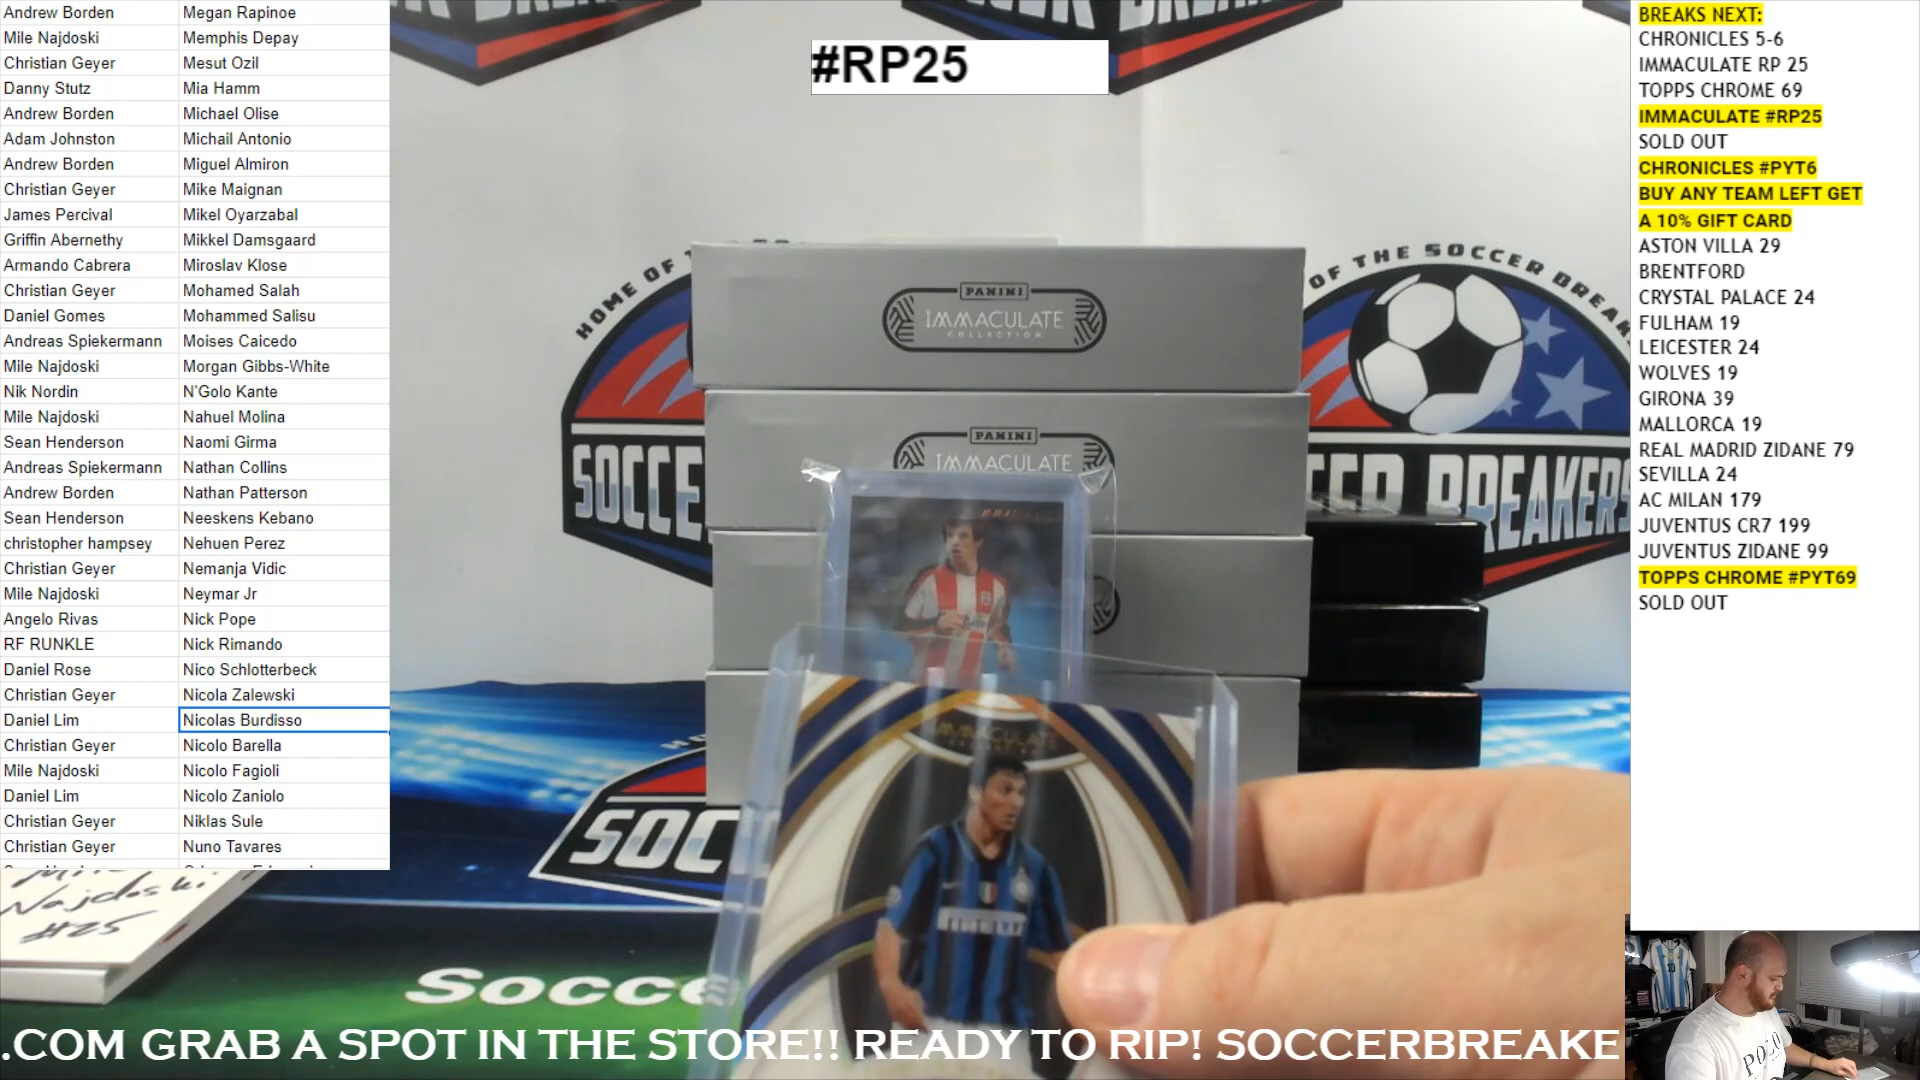 Andrew Borden Megan Rapinoe
Mile Najdoski Memphis Depay
Christian Geyer Mesut Ozil
Danny Stutz Mia Hamm
Andrew Borden Michael Olise
Adam Johnston Michail Antonio
Andrew Borden Miguel Almiron
Christian Geyer Mike Maignan
James Percival Mikel Oyarzabal
Griffin Abernethy Mikkel Damsgaard
Armando Cabrera Miroslav Klose
Christian Geyer Mohamed Salah
Daniel Gomes Mohammed Salisu
Andreas Spiekermann Moises Caicedo
Mile Najdoski Morgan Gibbs-White
Nik Nordin N'Golo Kante
Mile Najdoski Nahuel Molina
Sean Henderson Naomi Girma
Andreas Spiekermann Nathan Collins
Andrew Borden Nathan Patterson
Sean Henderson Neeskens Kebano
christopher hampsey Nehuen Perez
Christian Geyer Nemanja Vidic
Mile Najdoski Neymar Jr
Angelo Rivas Nick Pope
RF RUNKLE Nick Rimando
Daniel Rose Nico Schlotterbeck
Christian Geyer Nicola Zalewski
Daniel Lim Nicolas Burdisso
Christian Geyer Nicolo Barella
Mile Najdoski Nicolo Fagioli
Daniel Lim Nicolo Zaniolo
Christian Geyer Niklas Sule
Christian Geyer Nuno Tavares
#RP25
PANINI
IMMACULATE
COLLECTION
PANINI
IMMACULATE
HOME OF
OF THE SOCCER BREAK
SOCCE
ER BREAKERS
SOC
IMMACULATE
Najdoski
#25
Socce
BREAKS NEXT:
CHRONICLES 5-6
IMMACULATE RP 25
TOPPS CHROME 69
IMMACULATE #RP25
SOLD OUT
CHRONICLES #PYT6
BUY ANY TEAM LEFT GET
A 10% GIFT CARD
ASTON VILLA 29
BRENTFORD
CRYSTAL PALACE 24
FULHAM 19
LEICESTER 24
WOLVES 19
GIRONA 39
MALLORCA 19
REAL MADRID ZIDANE 79
SEVILLA 24
AC MILAN 179
JUVENTUS CR7 199
JUVENTUS ZIDANE 99
TOPPS CHROME #PYT69
SOLD OUT
POLO
.COM GRAB A SPOT IN THE STORE!! READY TO RIP! SOCCERBREAKE